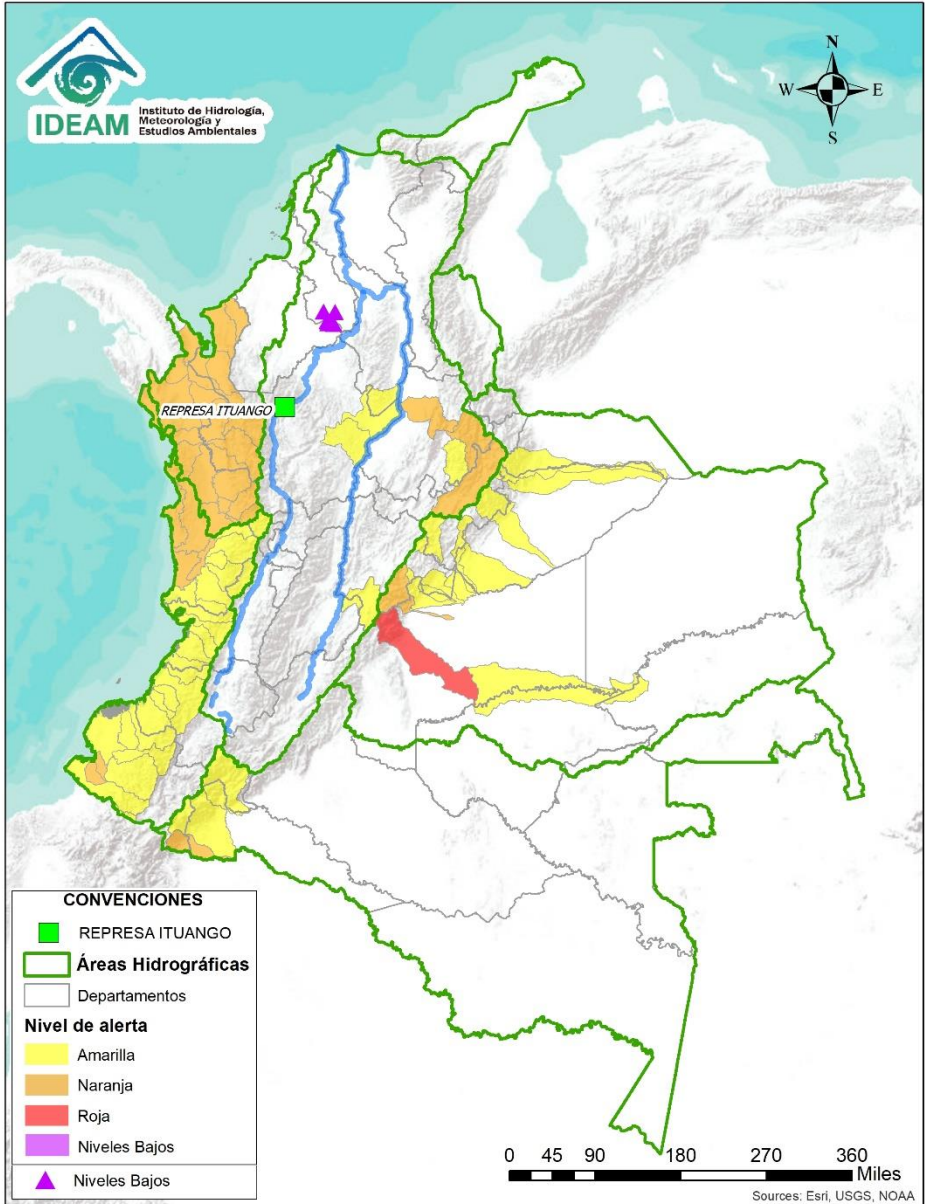 IDEAM
Instituto de Hidrología,
Meteorología y
Estudios Ambientales
N
W
E
S
REPRESA ITUANGO
CONVENCIONES
REPRESA ITUANGO
Áreas Hidrográficas
Departamentos
Nivel de alerta
Amarilla
Naranja
Roja
Niveles Bajos
Niveles Bajos
0 45 90 180 270 360
Miles
Sources: Esri, USGS, NOAA